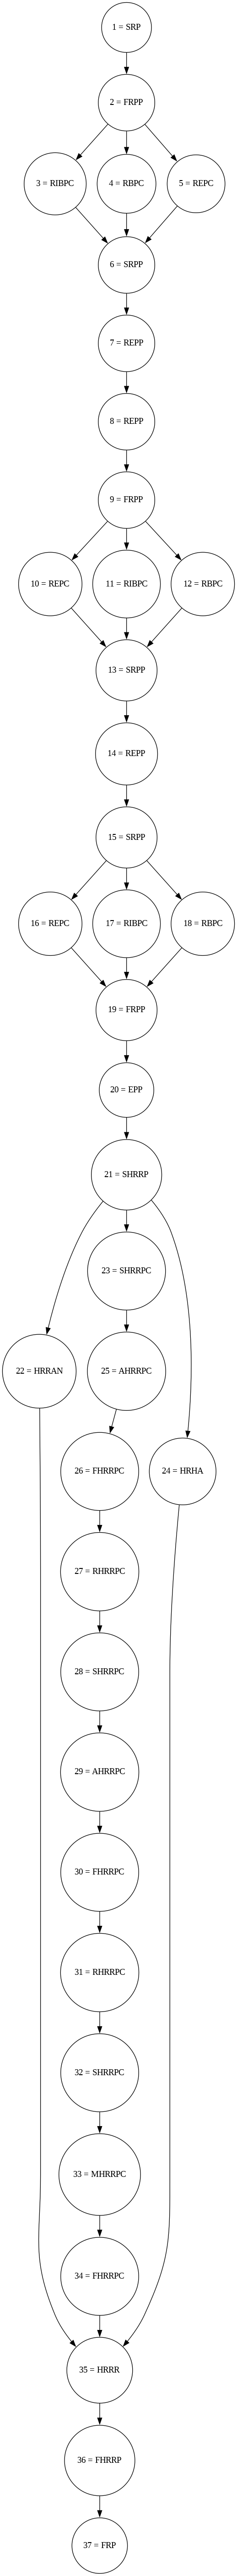 1 = SRP
2 = FRPP
3 = RIBPC
4 = RBPC
5 = REPC
6 = SRPP
7 = REPP
8 = REPP
9 = FRPP
10 = REPC
11 = RIBPC
12 = RBPC
13 = SRPP
14 = REPP
15 = SRPP
16 = REPC
17 = RIBPC
18 = RBPC
19 = FRPP
20 = EPP
21 = SHRRP
23 = SHRRPC
22 = HRRAN
25 = AHRRPC
26 = FHRRPC
24 = HRHA
27 = RHRRPC
28 = SHRRPC
29 = AHRRPC
30 = FHRRPC
31 = RHRRPC
32 = SHRRPC
33 = MHRRPC
34 = FHRRPC
35 = HRRR
36 = FHRRP
37 = FRP